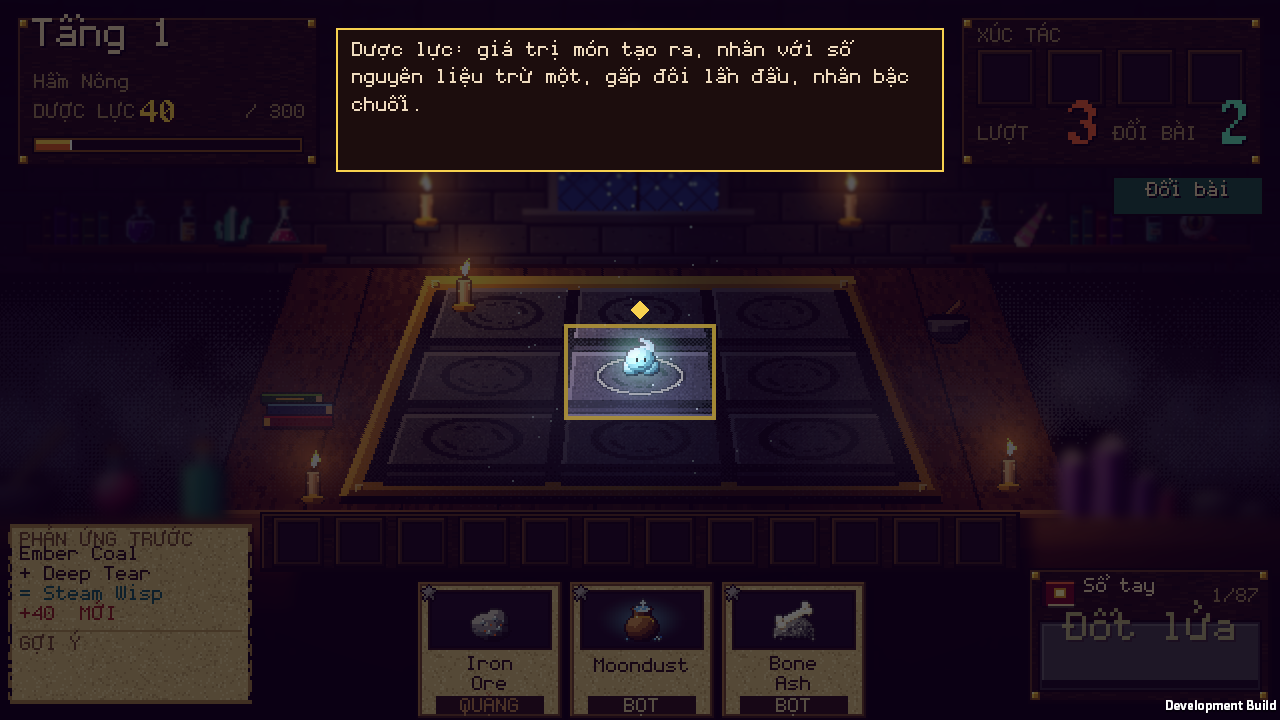 Tầng 1
Hầm Nông
DƯỢC LỰC 40 / 300
Dược lực: giá trị món tạo ra, nhân với số
nguyên liệu trừ một, gấp đôi lần đầu, nhân bậc
chuỗi.
XÚC TÁC
LƯỢT 3 ĐỔI BÀI 2
Đổi bài
PHẢN ỨNG TRƯỚC
Ember Coal
+ Deep Tear
= Steam Wisp
+40 MỚI
GỢI Ý
Iron
Ore
QUẶNG
Moondust
BỘT
Bone
Ash
BỘT
Sổ tay
1/87
Đốt lửa
Development Build